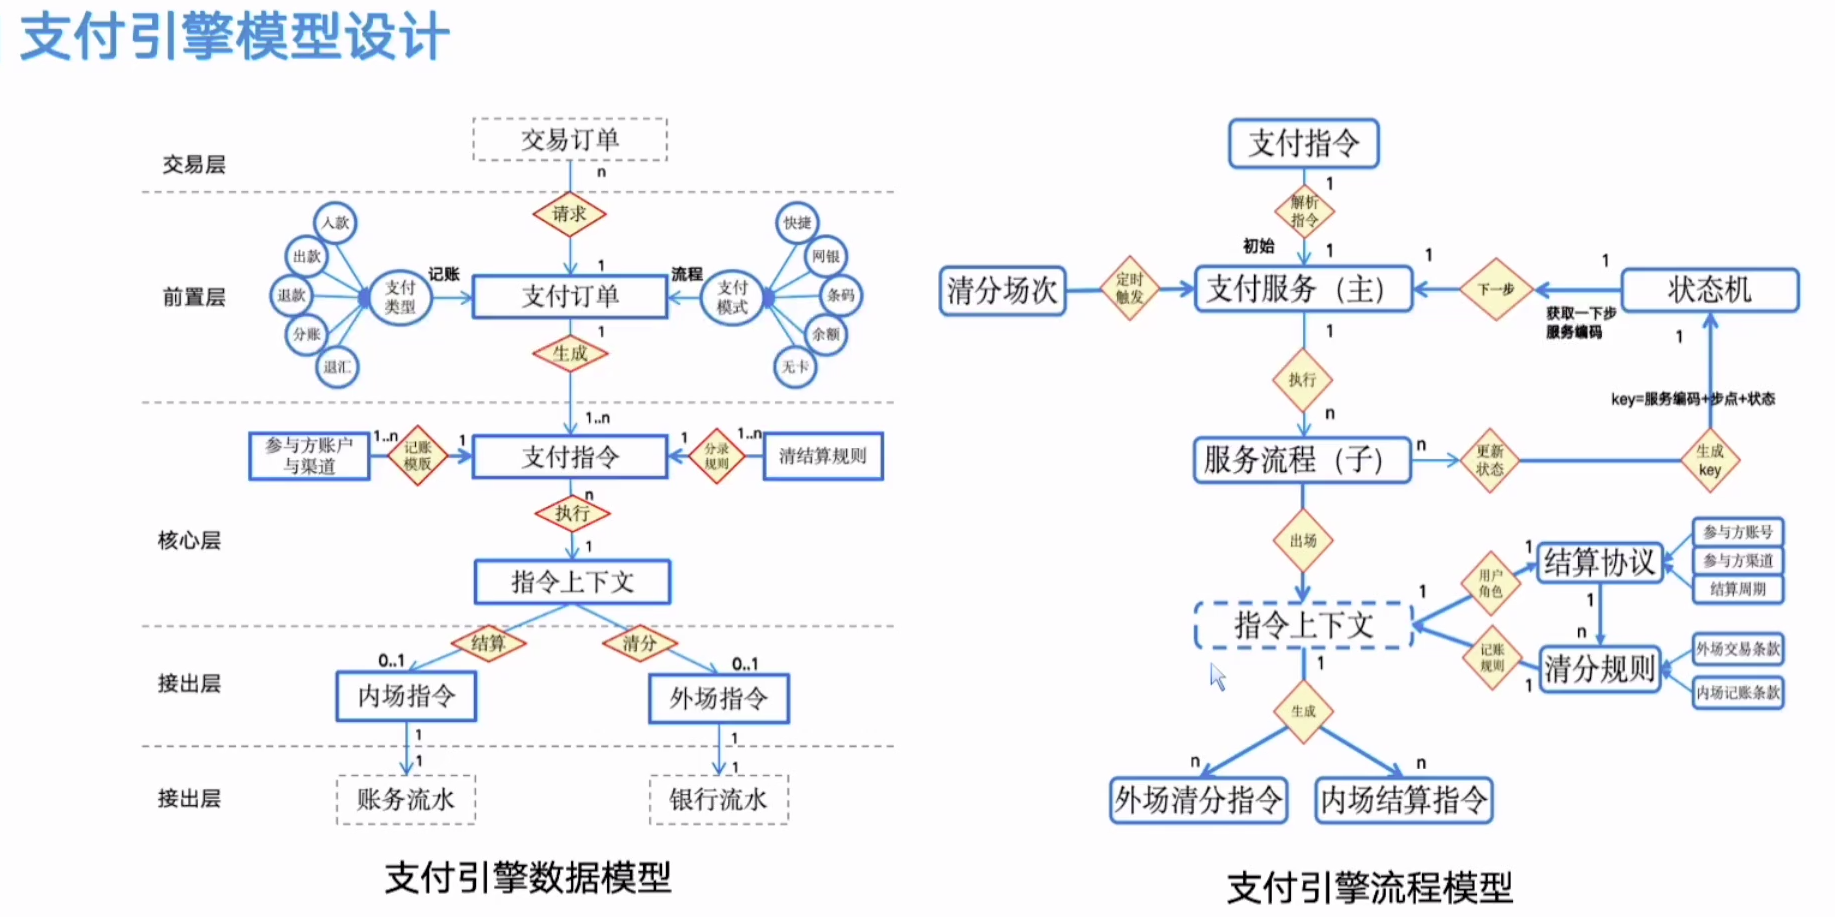 支付引擎模型设计
交易层
交易订单
n
请求
前置层
入款
出款
退款
分账
退汇
支付
类型
记账
1
支付订单
流程
支付
模式
快捷
网银
条码
余额
无卡
1
生成
1..n
核心层
参与方账户
与渠道
1..n
记账
模版
1
支付指令
1
分录
规则
1..n
清结算规则
n
执行
1
指令上下文
结算
清分
接出层
0..1
内场指令
0..1
外场指令
1
1
1
1
接出层
账务流水
银行流水
支付引擎数据模型
支付指令
1
解析
指令
初始
1
清分场次
定时
触发
支付服务（主）
1
下一步
1
获取一下步
服务编码
状态机
1
1
执行
n
key=服务编码+步点+状态
服务流程（子）
n
更新
状态
生成
key
出场
指令上下文
1
用户
角色
1
结算协议
参与方账号
参与方渠道
结算周期
1
n
记账
规则
1
清分规则
外场交易条款
内场记账条款
1
生成
n
n
外场清分指令
内场结算指令
支付引擎流程模型